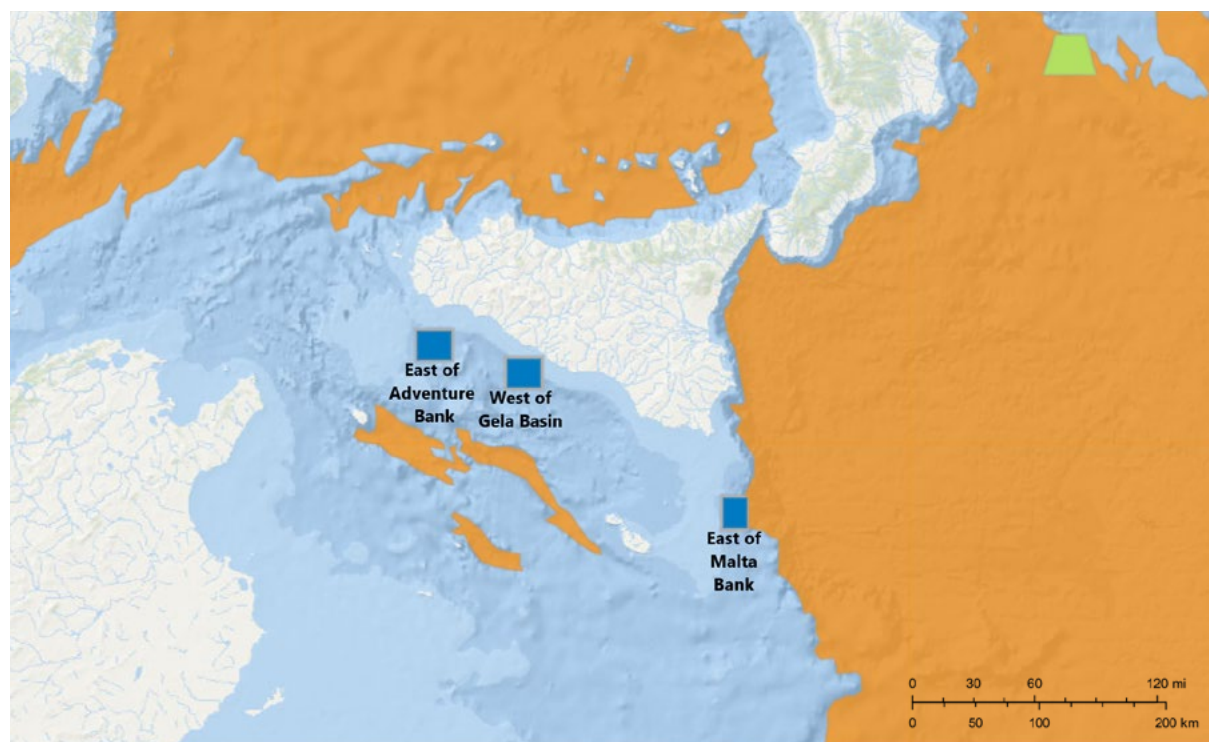 East of
Adventure
Bank
West of
Gela Basin
East of
Malta
Bank
0 30 60 120 mi
0 50 100 200 km